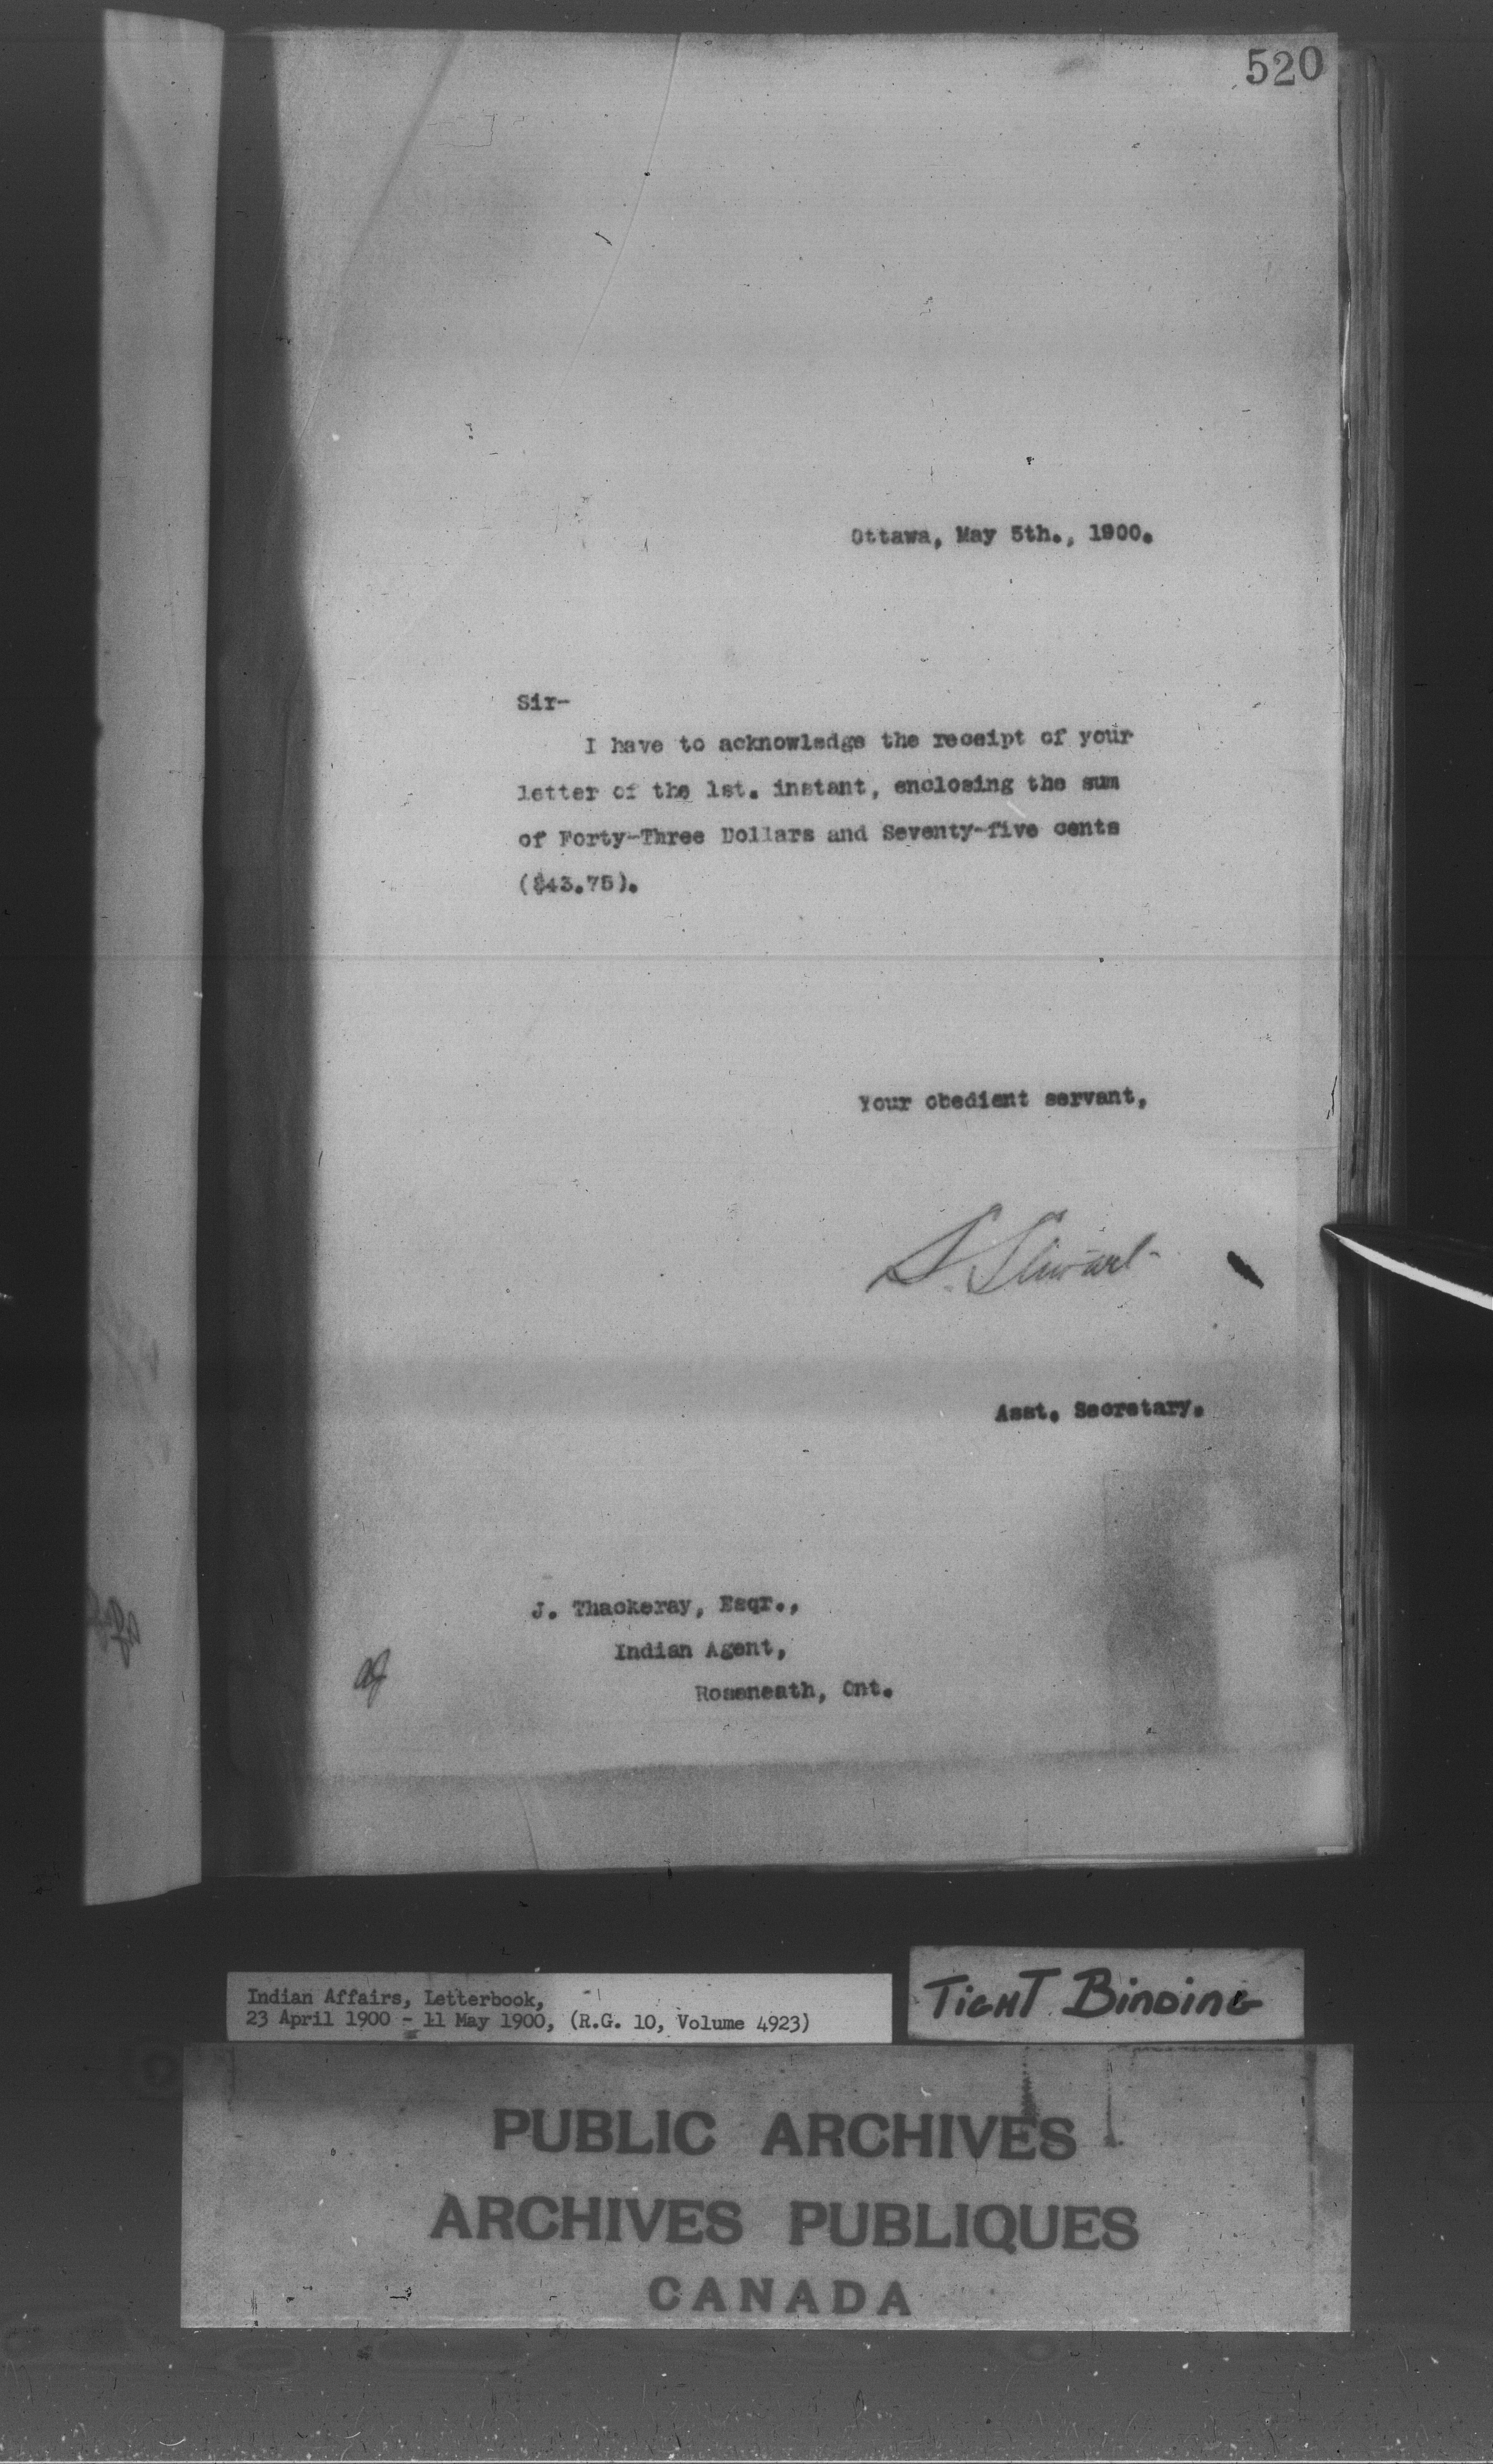 520
Ottawa, May 5th., 1900.
Sir-
I have to acknowledge the receipt of your
letter of the 1st. instant, enclosing the sum
of Forty-Three Dollars and Seventy-five cents
($43.75).
Your obedient servant,
S. Stewart
Asst. Secretary.
J. Thackeray, Esqr.,
Indian Agent,
Roseneath, Ont.
Indian Affairs, Letterbook,
23 April 1900 - 11 May 1900, (R.G. 10, Volume 4923)
TIGHT BINDING
PUBLIC ARCHIVES
ARCHIVES PUBLIQUES
CANADA